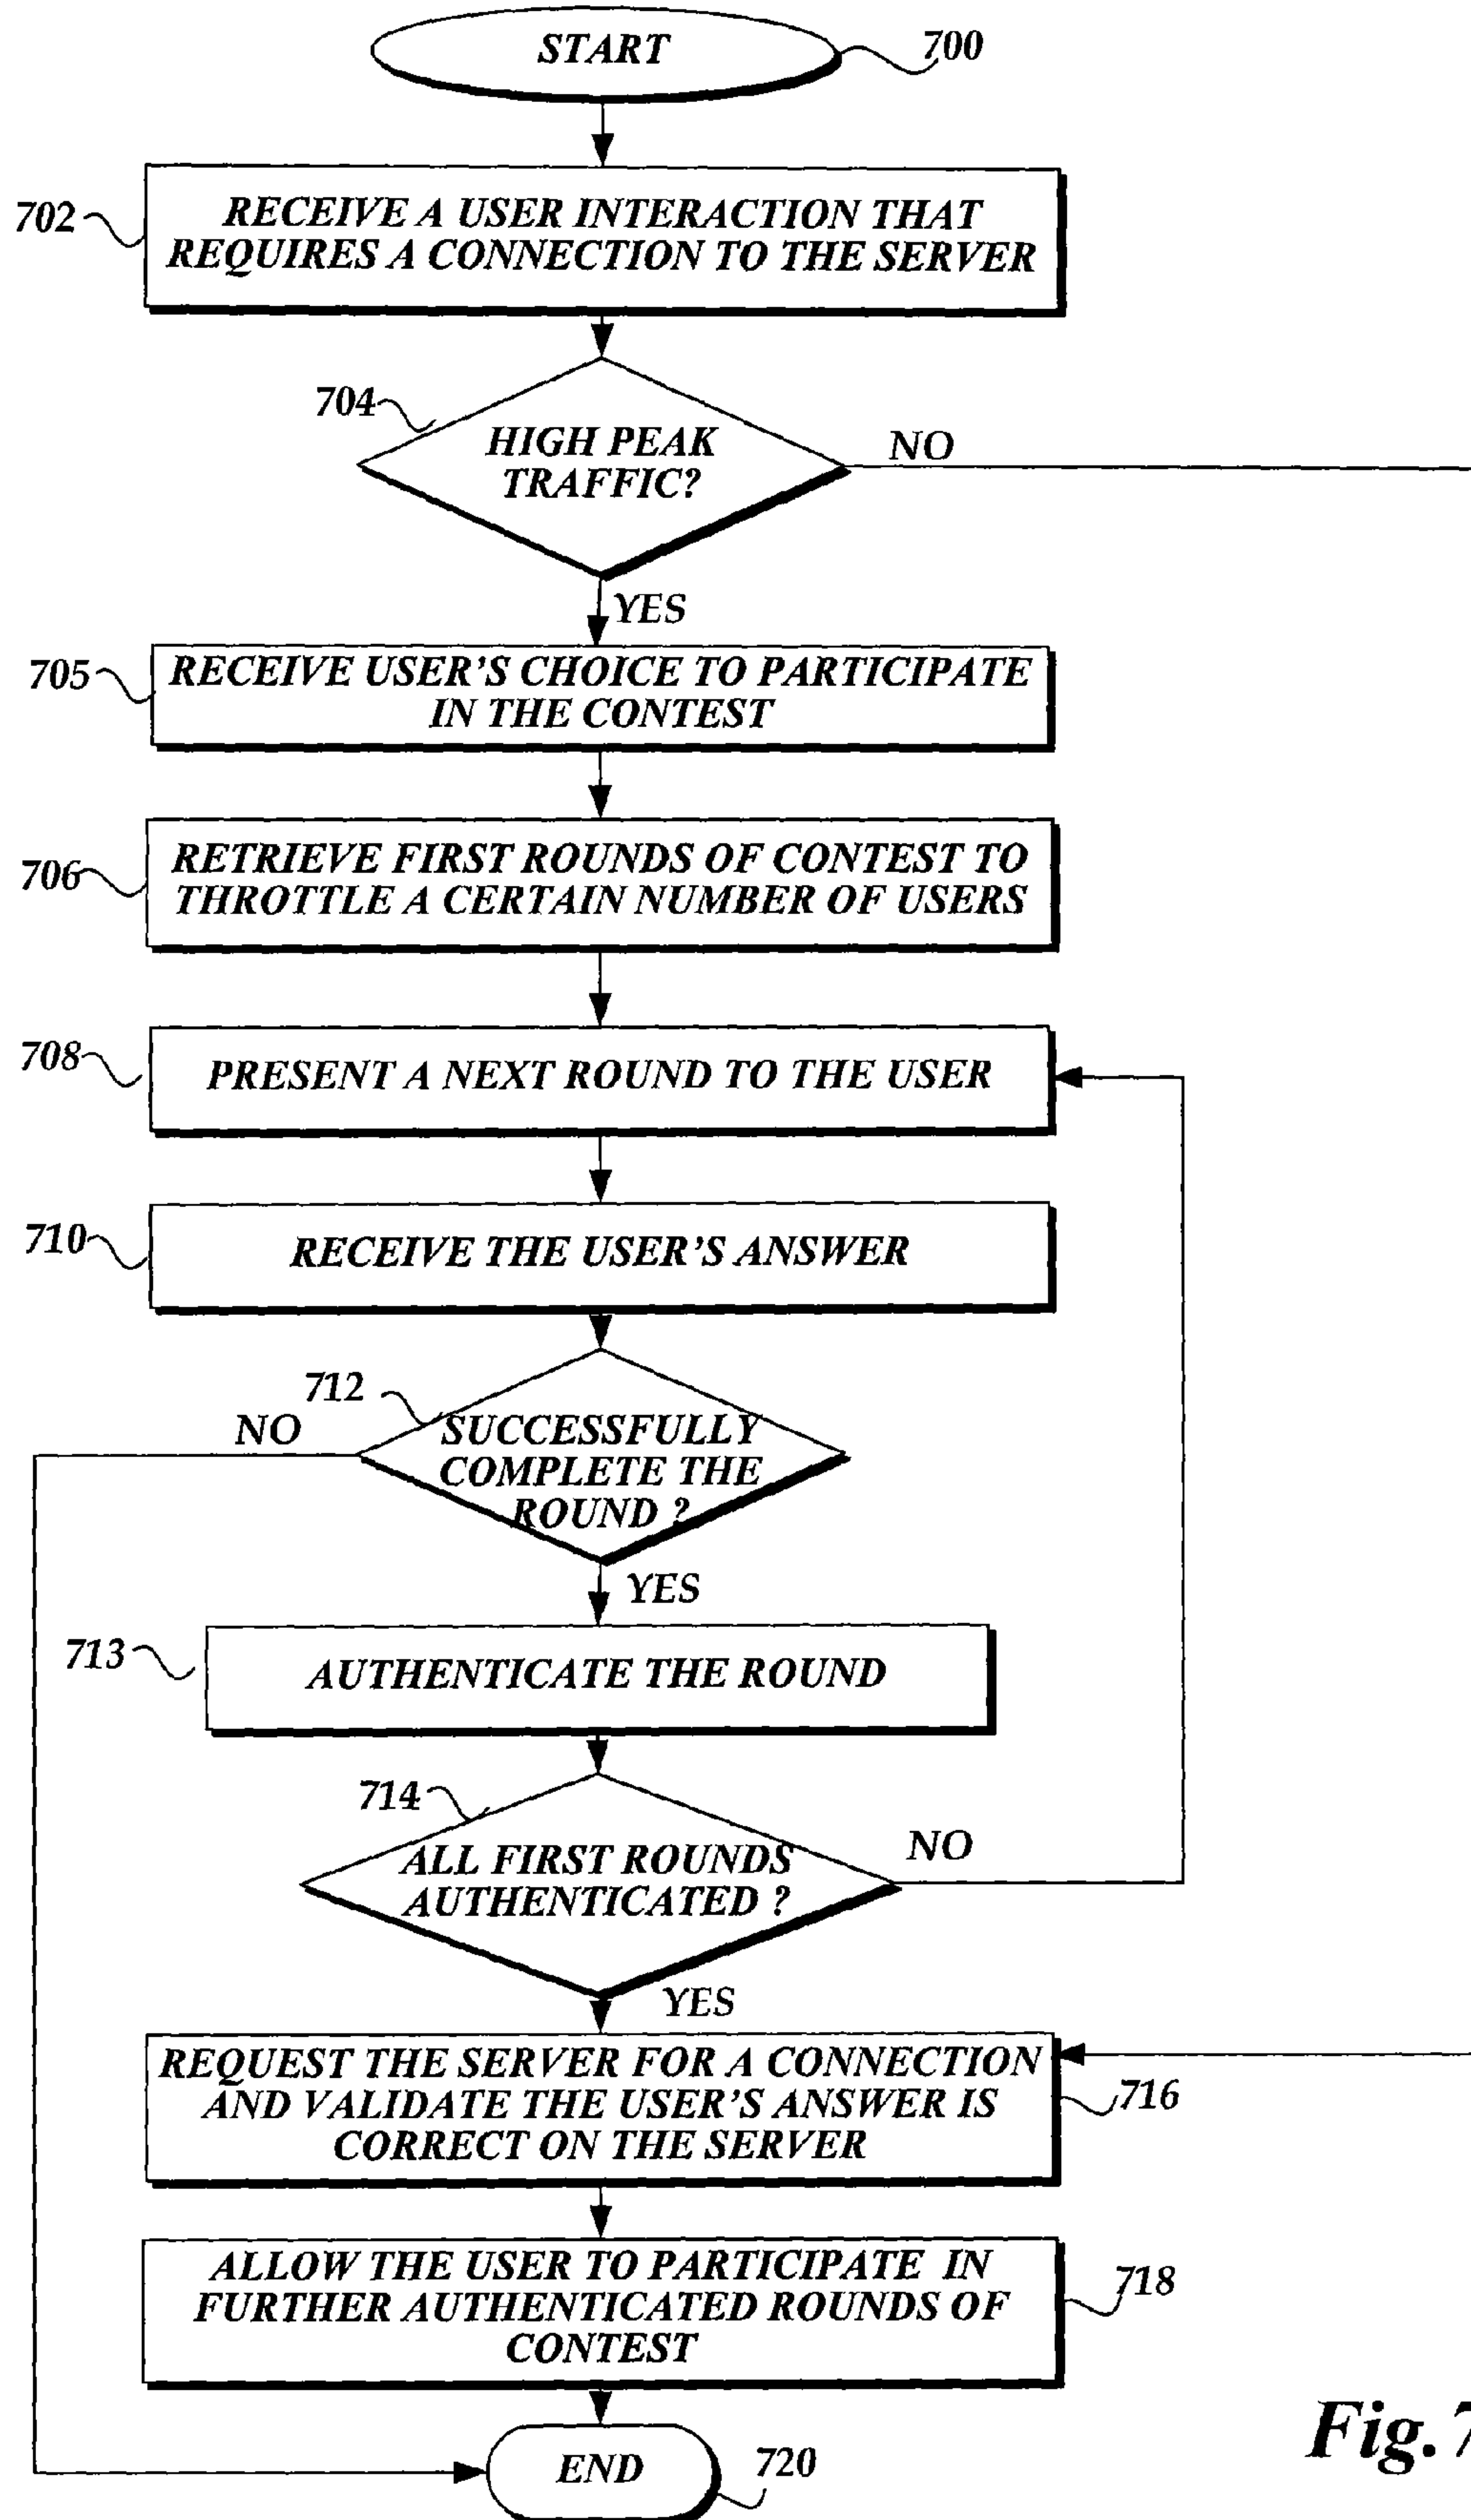 START
700
702
RECEIVE A USER INTERACTION THAT
REQUIRES A CONNECTION TO THE SERVER
704
HIGH PEAK
TRAFFIC?
NO
YES
705
RECEIVE USER'S CHOICE TO PARTICIPATE
IN THE CONTEST
706
RETRIEVE FIRST ROUNDS OF CONTEST TO
THROTTLE A CERTAIN NUMBER OF USERS
708
PRESENT A NEXT ROUND TO THE USER
710
RECEIVE THE USER'S ANSWER
712
NO
SUCCESSFULLY
COMPLETE THE
ROUND ?
YES
713
AUTHENTICATE THE ROUND
714
ALL FIRST ROUNDS
AUTHENTICATED ?
NO
YES
REQUEST THE SERVER FOR A CONNECTION
AND VALIDATE THE USER'S ANSWER IS
CORRECT ON THE SERVER
716
ALLOW THE USER TO PARTICIPATE IN
FURTHER AUTHENTICATED ROUNDS OF
CONTEST
718
END
720
Fig. 7